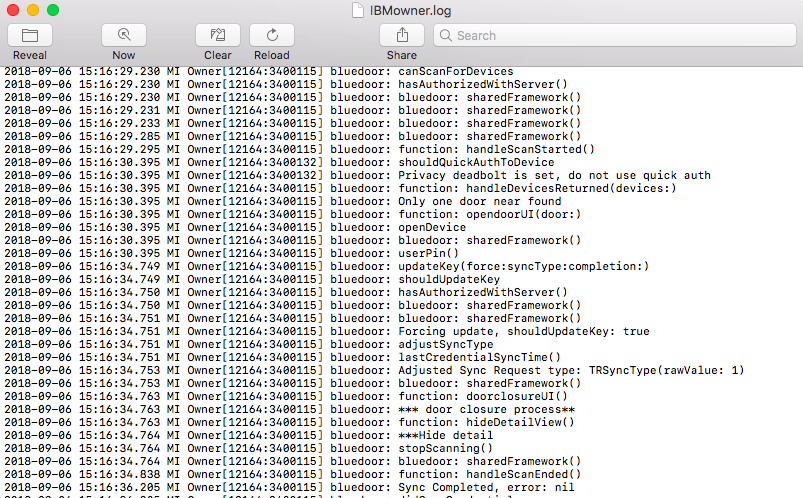 IBMowner.log
Reveal
Now
Clear
Reload
Share
Search
2018-09-06 15:16:29.230 MI Owner[12164:3400115] bluedoor: canScanForDevices
2018-09-06 15:16:29.230 MI Owner[12164:3400115] bluedoor: hasAuthorizedWithServer()
2018-09-06 15:16:29.230 MI Owner[12164:3400115] bluedoor: bluedoor: sharedFramework()
2018-09-06 15:16:29.231 MI Owner[12164:3400115] bluedoor: bluedoor: sharedFramework()
2018-09-06 15:16:29.233 MI Owner[12164:3400115] bluedoor: bluedoor: sharedFramework()
2018-09-06 15:16:29.285 MI Owner[12164:3400115] bluedoor: bluedoor: sharedFramework()
2018-09-06 15:16:29.295 MI Owner[12164:3400115] bluedoor: function: handleScanStarted()
2018-09-06 15:16:30.395 MI Owner[12164:3400132] bluedoor: shouldQuickAuthToDevice
2018-09-06 15:16:30.395 MI Owner[12164:3400132] bluedoor: Privacy deadbolt is set, do not use quick auth
2018-09-06 15:16:30.395 MI Owner[12164:3400115] bluedoor: function: handleDevicesReturned(devices:)
2018-09-06 15:16:30.395 MI Owner[12164:3400115] bluedoor: Only one door near found
2018-09-06 15:16:30.395 MI Owner[12164:3400115] bluedoor: function: opendoorUI(door:)
2018-09-06 15:16:30.395 MI Owner[12164:3400115] bluedoor: openDevice
2018-09-06 15:16:30.395 MI Owner[12164:3400115] bluedoor: bluedoor: sharedFramework()
2018-09-06 15:16:30.395 MI Owner[12164:3400115] bluedoor: userPin()
2018-09-06 15:16:34.749 MI Owner[12164:3400115] bluedoor: updateKey(force:syncType:completion:)
2018-09-06 15:16:34.749 MI Owner[12164:3400115] bluedoor: shouldUpdateKey
2018-09-06 15:16:34.750 MI Owner[12164:3400115] bluedoor: hasAuthorizedWithServer()
2018-09-06 15:16:34.750 MI Owner[12164:3400115] bluedoor: bluedoor: sharedFramework()
2018-09-06 15:16:34.751 MI Owner[12164:3400115] bluedoor: bluedoor: sharedFramework()
2018-09-06 15:16:34.751 MI Owner[12164:3400115] bluedoor: Forcing update, shouldUpdateKey: true
2018-09-06 15:16:34.751 MI Owner[12164:3400115] bluedoor: adjustSyncType
2018-09-06 15:16:34.751 MI Owner[12164:3400115] bluedoor: lastCredentialSyncTime()
2018-09-06 15:16:34.753 MI Owner[12164:3400115] bluedoor: Adjusted Sync Request type: TRSyncType(rawValue: 1)
2018-09-06 15:16:34.753 MI Owner[12164:3400115] bluedoor: bluedoor: sharedFramework()
2018-09-06 15:16:34.763 MI Owner[12164:3400115] bluedoor: function: doorclosureUI()
2018-09-06 15:16:34.763 MI Owner[12164:3400115] bluedoor: *** door closure process**
2018-09-06 15:16:34.763 MI Owner[12164:3400115] bluedoor: function: hideDetailView()
2018-09-06 15:16:34.764 MI Owner[12164:3400115] bluedoor: ***Hide detail
2018-09-06 15:16:34.764 MI Owner[12164:3400115] bluedoor: stopScanning()
2018-09-06 15:16:34.764 MI Owner[12164:3400115] bluedoor: bluedoor: sharedFramework()
2018-09-06 15:16:34.838 MI Owner[12164:3400115] bluedoor: function: handleScanEnded()
2018-09-06 15:16:36.205 MI Owner[12164:3400115] bluedoor: Sync Completed, error: nil